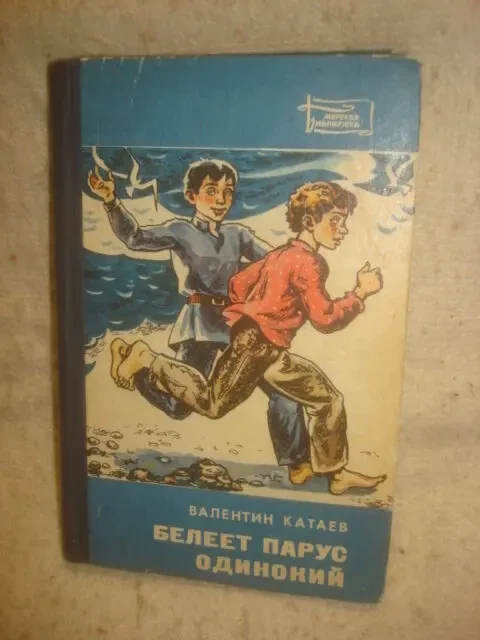 МОРСКАЯ
БИБЛИОТЕКА
ВАЛЕНТИН КАТАЕВ
БЕЛЕЕТ ПАРУС
ОДИНОКИЙ